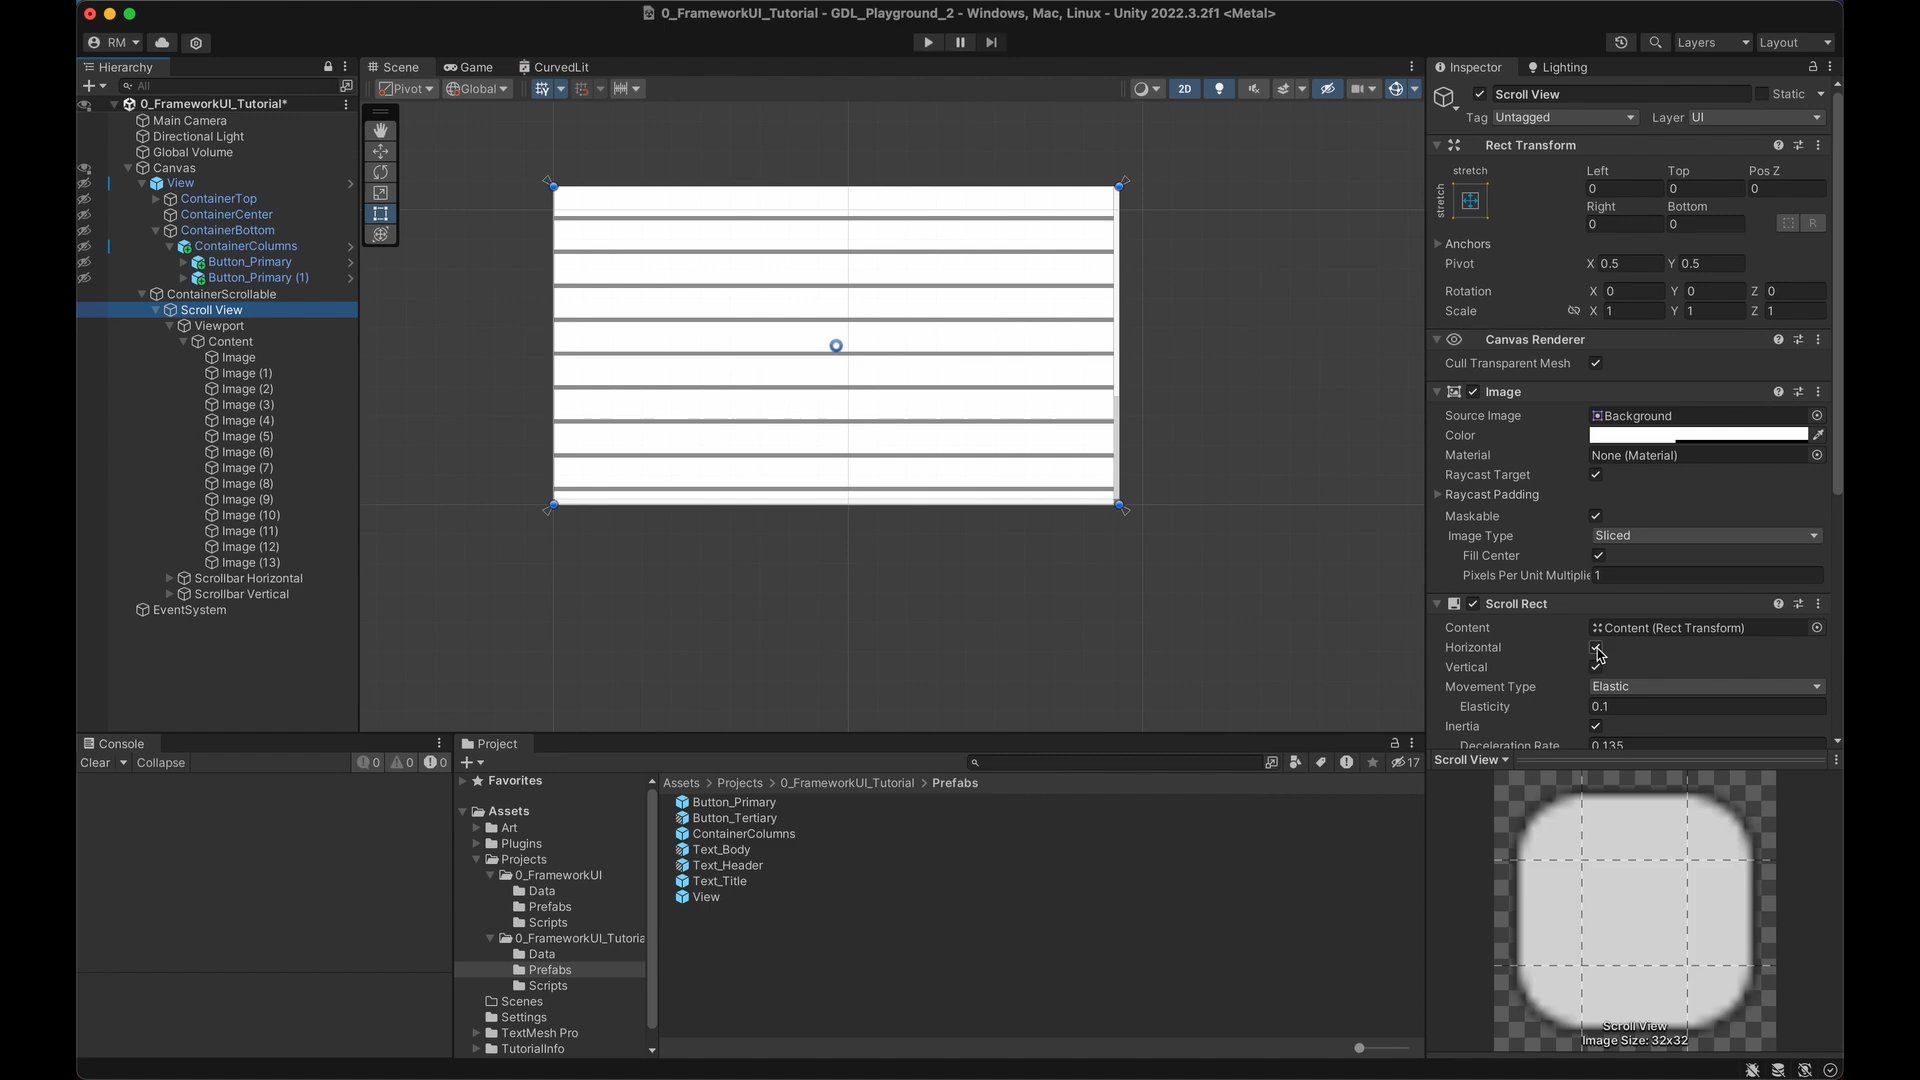 0_FrameworkUI_Tutorial - GDL_Playground_2 - Windows, Mac, Linux - Unity 2022.3.2f1 <Metal>
RM
Layers
Layout
Hierarchy
All
0_FrameworkUI_Tutorial*
Main Camera
Directional Light
Global Volume
Canvas
View
ContainerTop
ContainerCenter
ContainerBottom
ContainerColumns
Button_Primary
Button_Primary (1)
ContainerScrollable
Scroll View
Viewport
Content
Image
Image (1)
Image (2)
Image (3)
Image (4)
Image (5)
Image (6)
Image (7)
Image (8)
Image (9)
Image (10)
Image (11)
Image (12)
Image (13)
Scrollbar Horizontal
Scrollbar Vertical
EventSystem
Scene
Game
CurvedLit
Pivot
Global
2D
Inspector
Lighting
Scroll View
Static
Tag Untagged
Layer UI
Rect Transform
stretch
stretch
Left Top Pos Z
0 0 0
Right Bottom
0 0
R
Anchors
Pivot X 0.5 Y 0.5
Rotation X 0 Y 0 Z 0
Scale X 1 Y 1 Z 1
Canvas Renderer
Cull Transparent Mesh
Image
Source Image Background
Color
Material None (Material)
Raycast Target
Raycast Padding
Maskable
Image Type Sliced
Fill Center
Pixels Per Unit Multiplie 1
Scroll Rect
Content Content (Rect Transform)
Horizontal
Vertical
Movement Type Elastic
Elasticity 0.1
Inertia
Deceleration Rate 0.135
Scroll View
Scroll View
Image Size: 32x32
Console
Clear
Collapse
0 0 0
Project
17
Favorites
Assets
Art
Plugins
Projects
0_FrameworkUI
Data
Prefabs
Scripts
0_FrameworkUI_Tutoria
Data
Prefabs
Scripts
Scenes
Settings
TextMesh Pro
TutorialInfo
Assets > Projects > 0_FrameworkUI_Tutorial > Prefabs
Button_Primary
Button_Tertiary
ContainerColumns
Text_Body
Text_Header
Text_Title
View